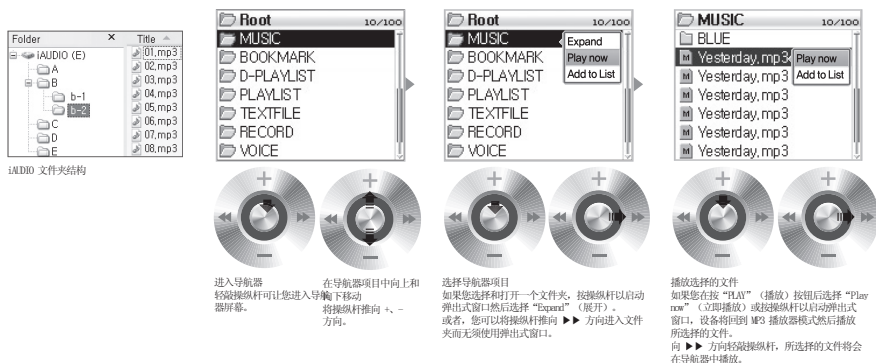 Folder × Title
iAUDIO (E)
A
B
b-1
b-2
C
D
E
01.mp3
02.mp3
03.mp3
04.mp3
05.mp3
06.mp3
07.mp3
08.mp3
iAUDIO 文件夹结构
Root 10/100
MUSIC
BOOKMARK
D-PLAYLIST
PLAYLIST
TEXTFILE
RECORD
VOICE
进入导航器
轻敲操纵杆可让您进入导航
器屏幕。
在导航器项目中向上和
向下移动
将操纵杆推向 +、-
方向。
Root 10/100
MUSIC
BOOKMARK
D-PLAYLIST
PLAYLIST
TEXTFILE
RECORD
VOICE
Expand
Play now
Add to List
选择导航器项目
如果您选择和打开一个文件夹，按操纵杆以启动
弹出式窗口然后选择“Expand”（展开）。
或者，您可以将操纵杆推向 ▶▶ 方向进入文件
夹而无须使用弹出式窗口。
MUSIC 10/100
BLUE
Yesterday.mp3
Yesterday.mp3
Yesterday.mp3
Yesterday.mp3
Yesterday.mp3
Yesterday.mp3
Play now
Add to List
播放选择的文件
如果您在按“PLAY”（播放）按钮后选择“Play
now”（立即播放）或按操纵杆以启动弹出式
窗口，设备将回到 MP3 播放器模式然后播放
所选择的文件。
向 ▶▶ 方向轻敲操纵杆，所选择的文件将会
在导航器中播放。